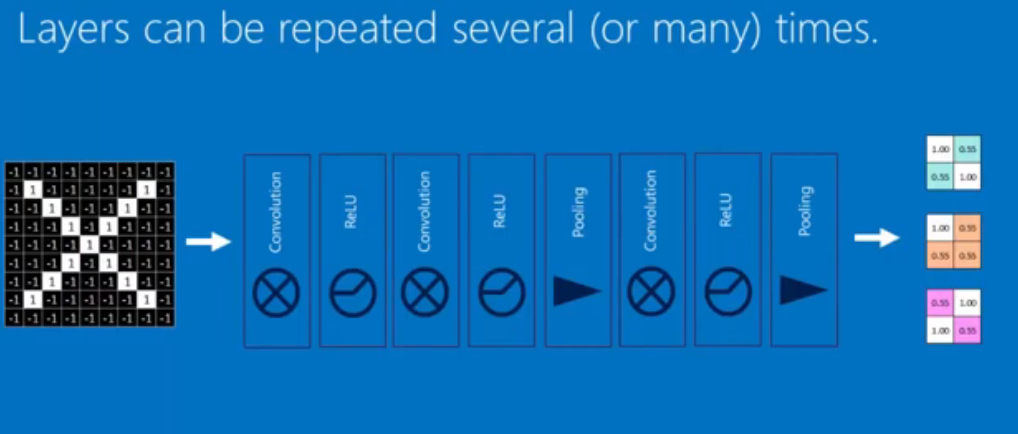 Layers can be repeated several (or many) times.
-1 -1 -1 -1 -1 -1 -1 -1 -1
-1 1 -1 -1 -1 -1 -1 1 -1
-1 -1 1 -1 -1 -1 1 -1 -1
-1 -1 -1 1 -1 1 -1 -1 -1
-1 -1 -1 -1 1 -1 -1 -1 -1
-1 -1 -1 1 -1 1 -1 -1 -1
-1 -1 1 -1 -1 -1 1 -1 -1
-1 1 -1 -1 -1 -1 -1 1 -1
-1 -1 -1 -1 -1 -1 -1 -1 -1
Convolution
ReLU
Convolution
ReLU
Pooling
Convolution
ReLU
Pooling
1.00 0.55
0.55 1.00
1.00 0.55
0.55 0.55
0.55 1.00
1.00 0.55